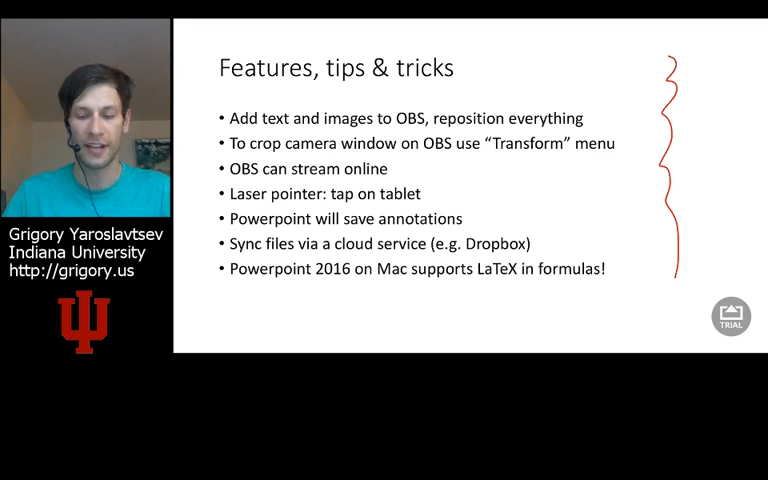 Features, tips & tricks
• Add text and images to OBS, reposition everything
• To crop camera window on OBS use “Transform” menu
• OBS can stream online
• Laser pointer: tap on tablet
• Powerpoint will save annotations
• Sync files via a cloud service (e.g. Dropbox)
• Powerpoint 2016 on Mac supports LaTeX in formulas!
Grigory Yaroslavtsev
Indiana University
http://grigory.us
TRIAL